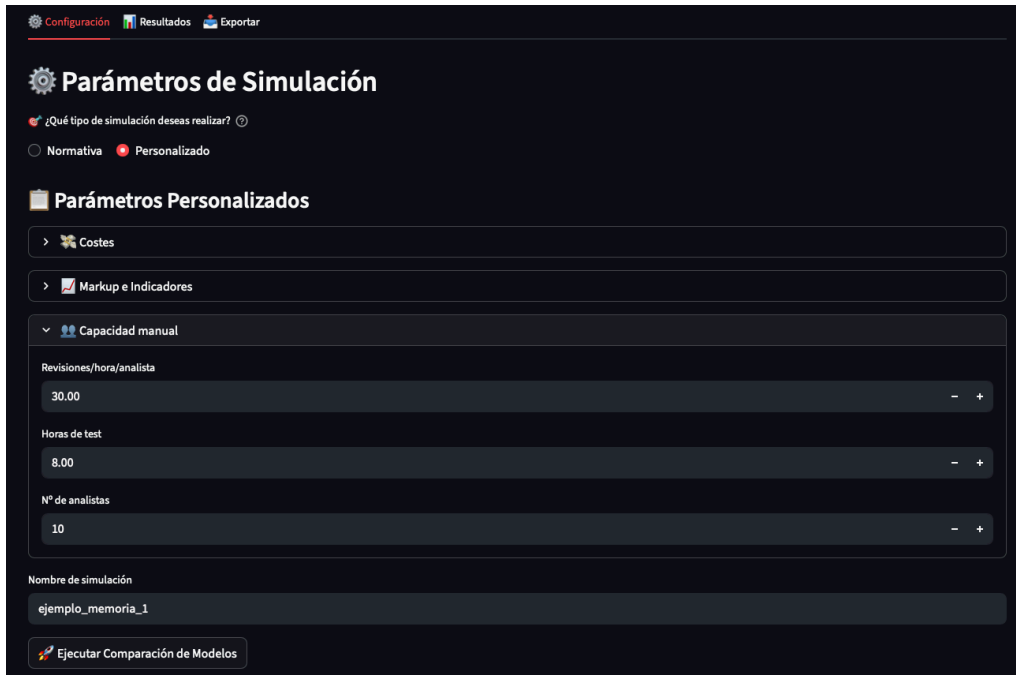 Configuración Resultados Exportar
Parámetros de Simulación
¿Qué tipo de simulación deseas realizar?
Normativa Personalizado
Parámetros Personalizados
Costes
Markup e Indicadores
Capacidad manual
Revisiones/hora/analista
30.00 − +
Horas de test
8.00 − +
Nº de analistas
10 − +
Nombre de simulación
ejemplo_memoria_1
Ejecutar Comparación de Modelos